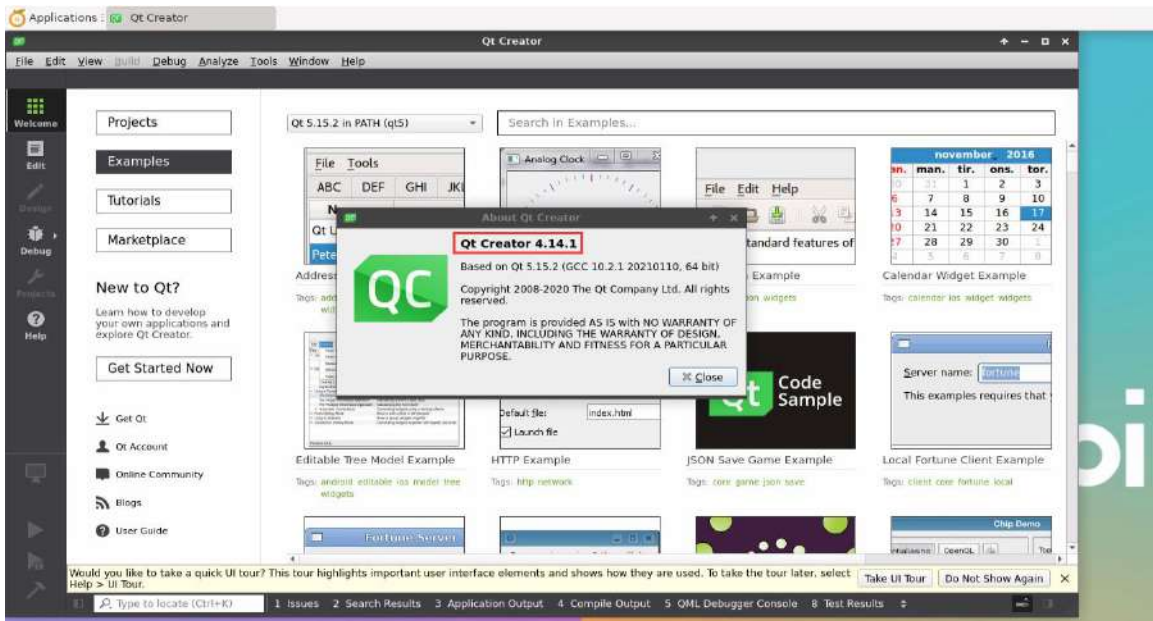 Applications
Qt Creator
Qt Creator
File Edit View Build Debug Analyze Tools Window Help
Welcome
Edit
Design
Debug
Projects
Help
Projects
Examples
Tutorials
Marketplace
New to Qt?
Learn how to develop
your own applications and
explore Qt Creator.
Get Started Now
Get Qt
Qt Account
Online Community
Blogs
User Guide
Qt 5.15.2 in PATH (qt5)
Search in Examples...
File Tools
ABC DEF GHI
Analog Clock
File Edit Help
tandard features of
november 2016
man. tir. ons. tor.
31 1 2 3
7 8 9 10
14 15 16 17
21 22 23 24
28 29 30 1
5 6 7 8
About Qt Creator
QC
Qt Creator 4.14.1
Based on Qt 5.15.2 (GCC 10.2.1 20210110, 64 bit)
Copyright 2008-2020 The Qt Company Ltd. All rights
reserved.
The program is provided AS IS with NO WARRANTY OF
ANY KIND, INCLUDING THE WARRANTY OF DESIGN,
MERCHANTABILITY AND FITNESS FOR A PARTICULAR
PURPOSE.
Close
Example
Calendar Widget Example
Tags: calendar ios widget widgets
Default file: index.html
Launch file
Qt Code
Sample
Server name: fortune
This examples requires that
Editable Tree Model Example
Tags: android editable ios model tree
widgets
HTTP Example
Tags: http network
JSON Save Game Example
Tags: core game json save
Local Fortune Client Example
Tags: client core fortune local
Fortune Server
Chip Demo
OpenGL
Would you like to take a quick UI tour? This tour highlights important user interface elements and shows how they are used. To take the tour later, select
Help > UI Tour.
Take UI Tour
Do Not Show Again
Type to locate (Ctrl+K)
1 Issues 2 Search Results 3 Application Output 4 Compile Output 5 QML Debugger Console 8 Test Results
pi